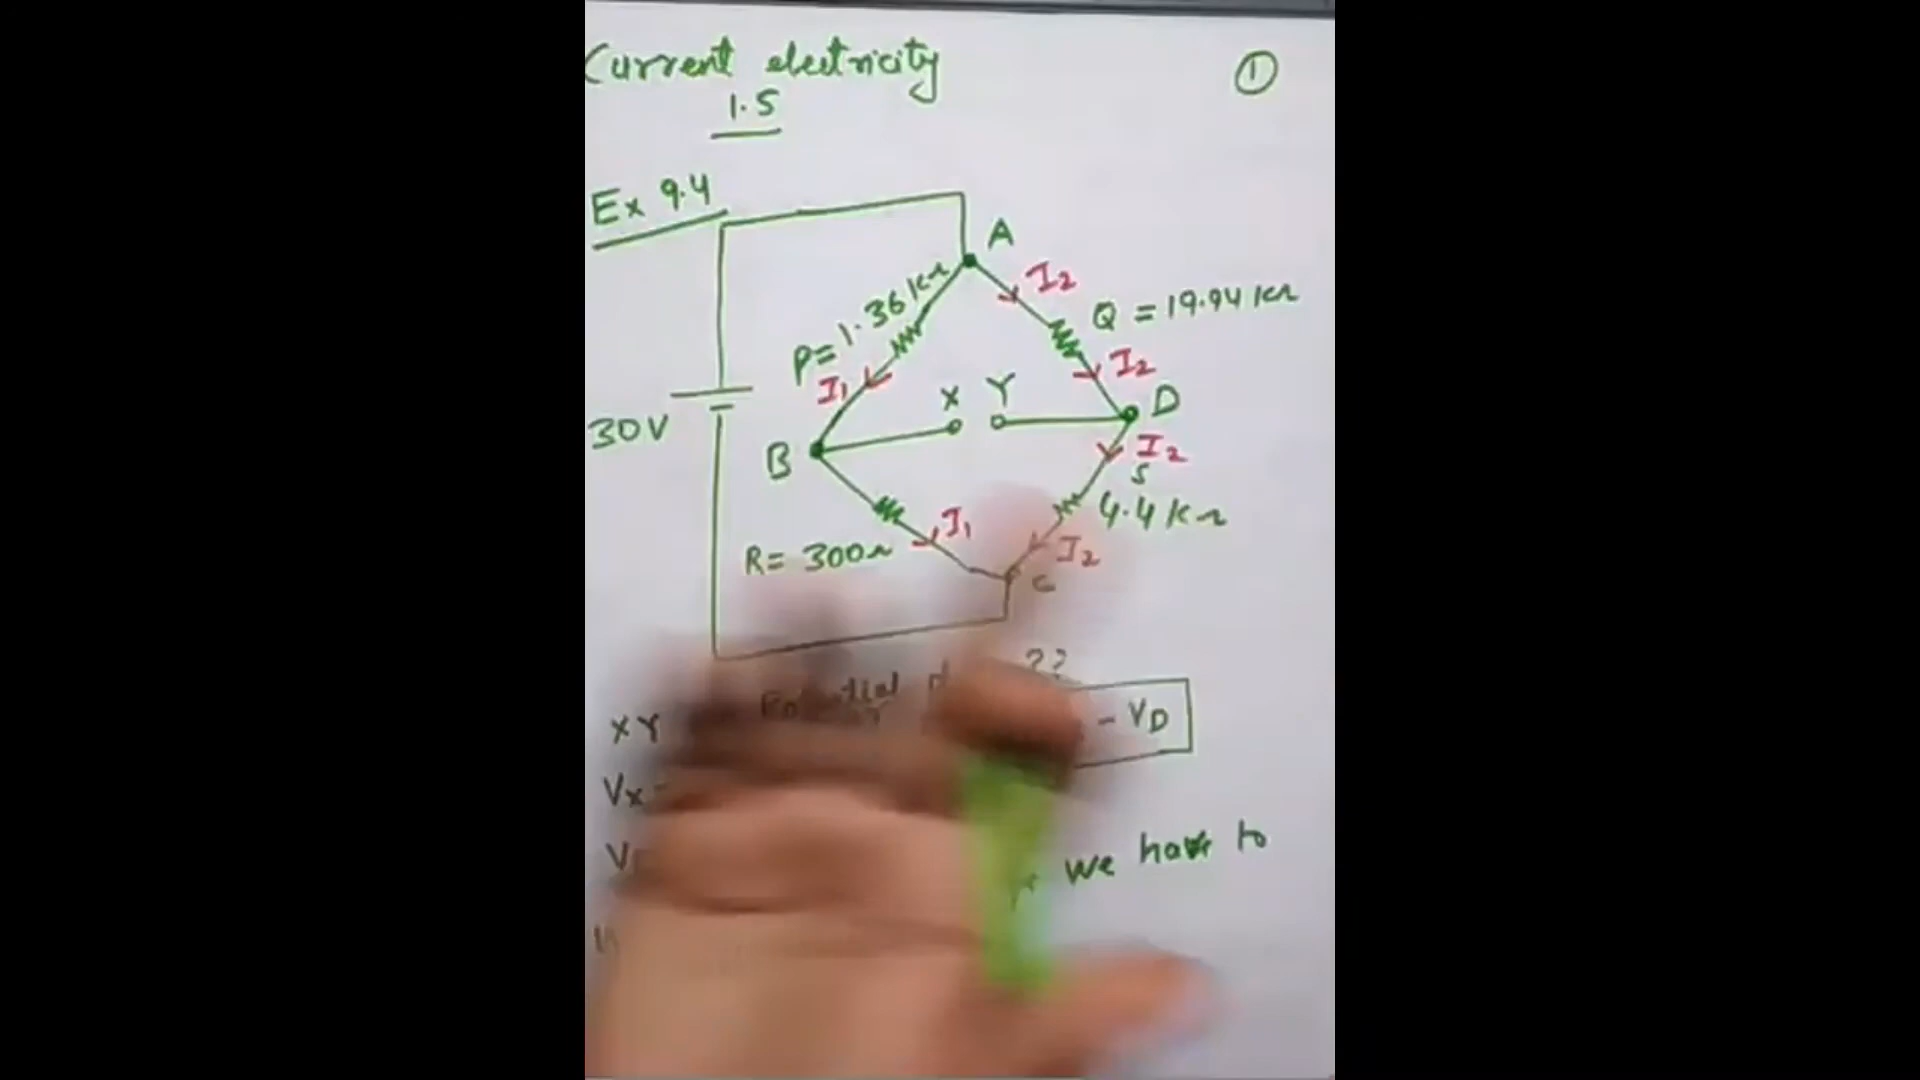 Current electricity
①
1.5
Ex 9.4
A
I₂
P= 1.36 KΩ
Q = 19.94 KΩ
I₁
I₂
X
Y
D
30V
B
I₂
S
4.4 KΩ
I₁
R= 300Ω
I₂
C
??
Potential
XY
- VD
Vx
we have to